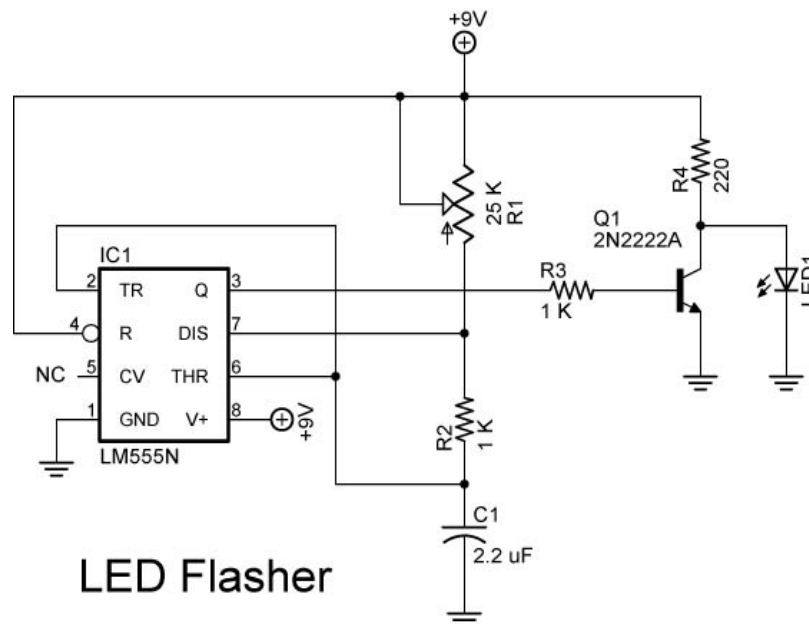 +9V
R4
220
25 K
R1
Q1
2N2222A
LED1
IC1
2 TR Q 3
R3
1 K
4 R DIS 7
NC 5 CV THR 6
1 GND V+ 8 +9V
R2
1 K
LM555N
C1
2.2 uF
LED Flasher